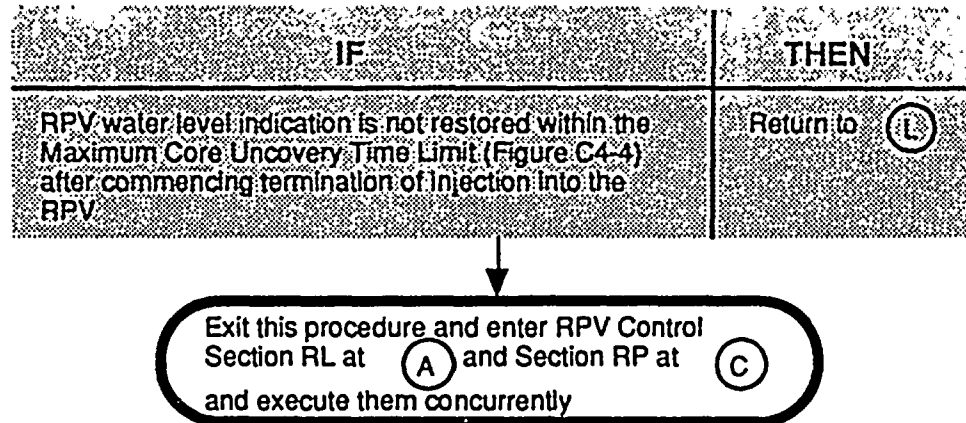 IF
THEN
RPV water level indication is not restored within the
Maximum Core Uncovery Time Limit (Figure C4-4)
after commencing termination of injection into the
RPV
Return to L
Exit this procedure and enter RPV Control
Section RL at A and Section RP at C
and execute them concurrently